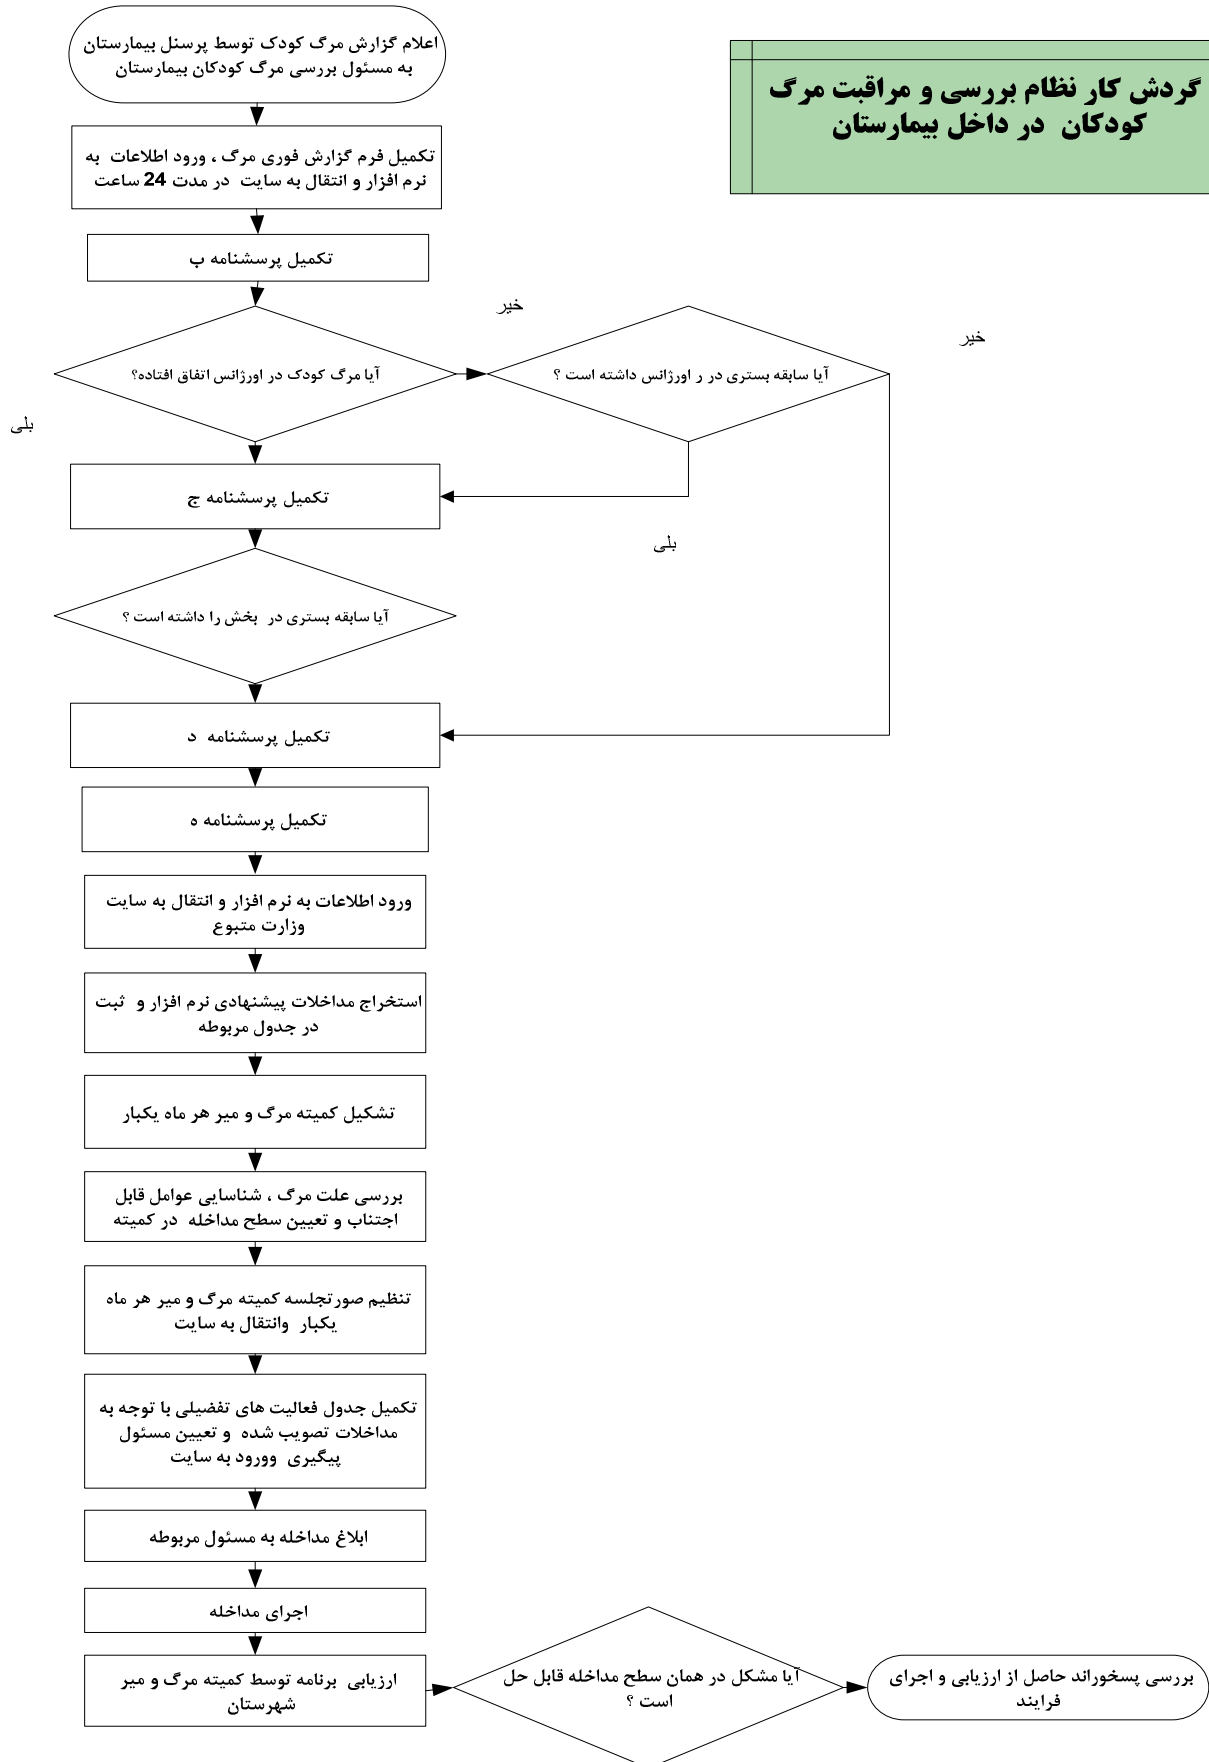 گردش کار نظام بررسی و مراقبت مرگ
کودکان در داخل بیمارستان
اعلام گزارش مرگ کودک توسط پرسنل بیمارستان
به مسئول بررسی مرگ کودکان بیمارستان
تکمیل فرم گزارش فوری مرگ ، ورود اطلاعات به
نرم افزار و انتقال به سایت در مدت 24 ساعت
تکمیل پرسشنامه ب
آیا مرگ کودک در اورژانس اتفاق افتاده؟
خیر
آیا سابقه بستری در ر اورژانس داشته است ؟
خیر
بلی
تکمیل پرسشنامه ج
بلی
آیا سابقه بستری در بخش را داشته است ؟
تکمیل پرسشنامه د
تکمیل پرسشنامه ه
ورود اطلاعات به نرم افزار و انتقال به سایت
وزارت متبوع
استخراج مداخلات پیشنهادی نرم افزار و ثبت
در جدول مربوطه
تشکیل کمیته مرگ و میر هر ماه یکبار
بررسی علت مرگ ، شناسایی عوامل قابل
اجتناب و تعیین سطح مداخله در کمیته
تنظیم صورتجلسه کمیته مرگ و میر هر ماه
یکبار وانتقال به سایت
تکمیل جدول فعالیت های تفضیلی با توجه به
مداخلات تصویب شده و تعیین مسئول
پیگیری وورود به سایت
ابلاغ مداخله به مسئول مربوطه
اجرای مداخله
ارزیابی برنامه توسط کمیته مرگ و میر
شهرستان
آیا مشکل در همان سطح مداخله قابل حل
است ؟
بررسی پسخوراند حاصل از ارزیابی و اجرای
فرایند